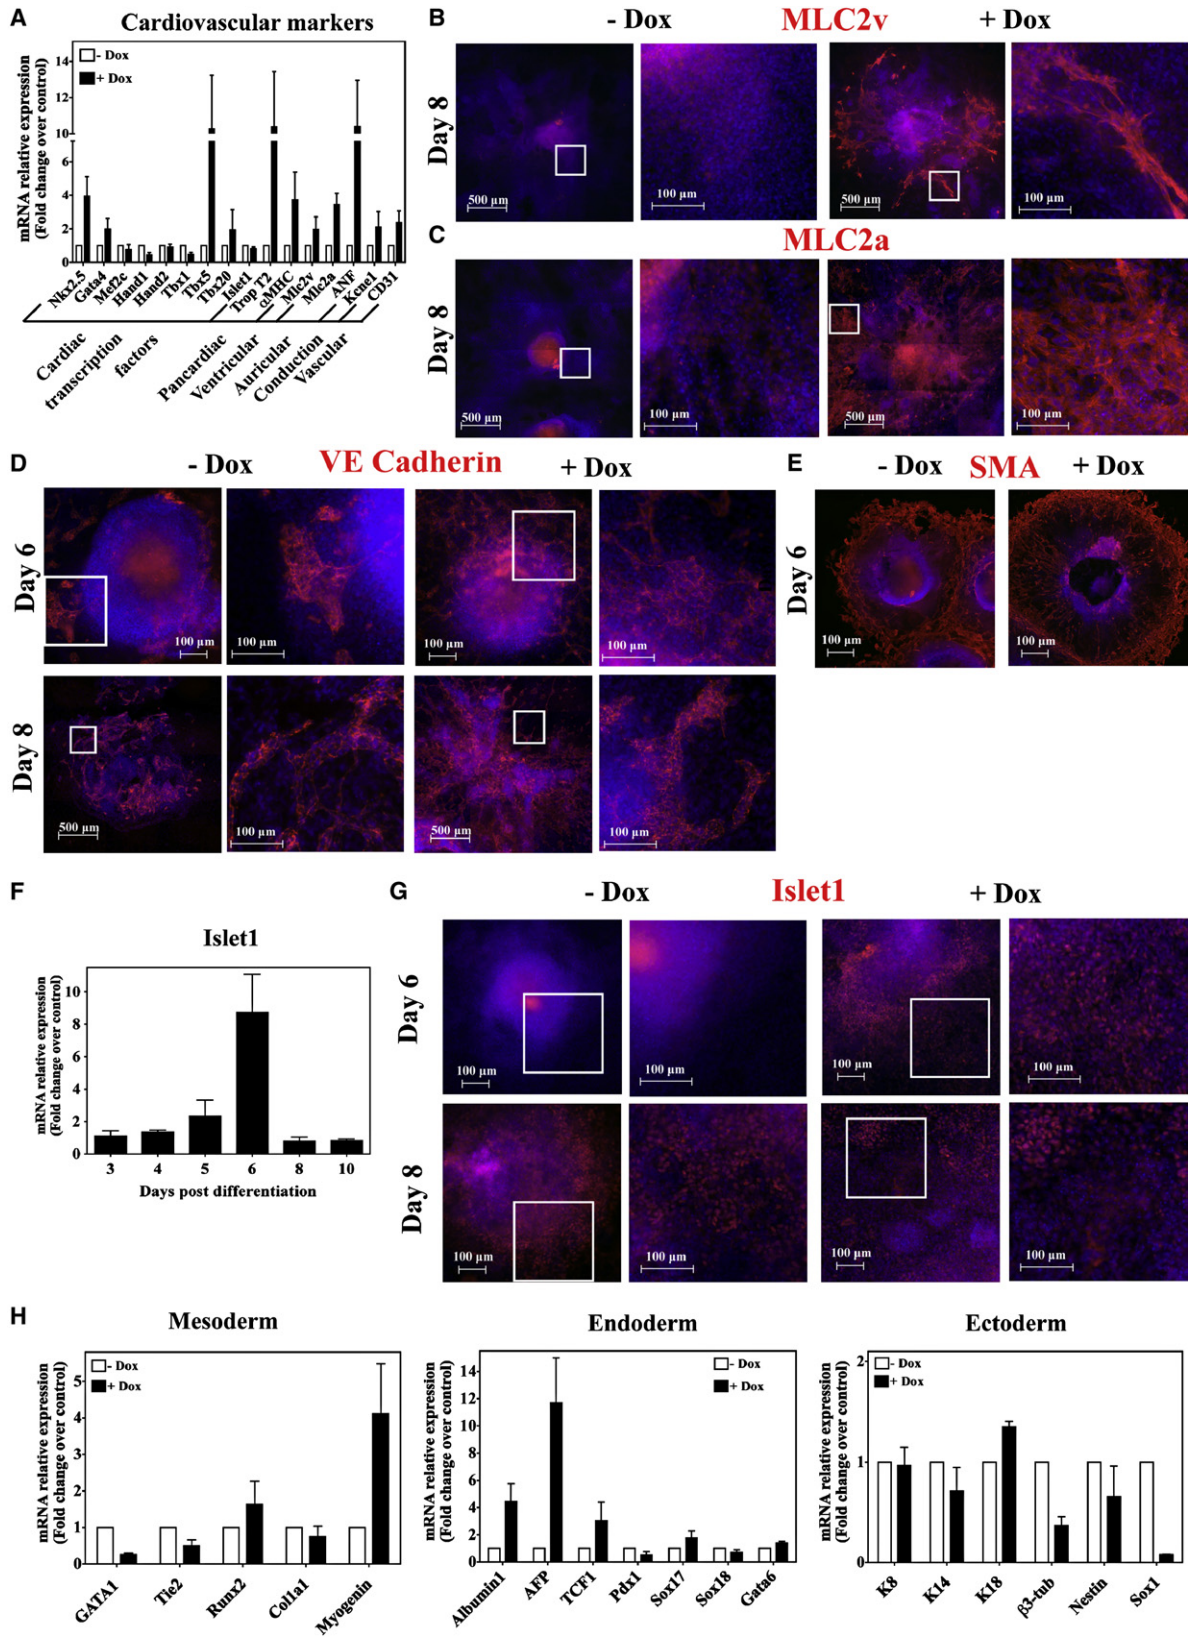 A
Cardiovascular markers
- Dox
+ Dox
mRNA relative expression
(Fold change over control)
14
12
10
6
4
2
0
Nkx2.5
Gata4
Mef2c
Hand1
Hand2
Tbx1
Tbx5
Tbx20
Islet1
Trop T2
αMHC
Mlc2v
Mlc2a
ANF
Kcne1
CD31
Cardiac
transcription
factors
Pancardiac
Ventricular
Auricular
Conduction
Vascular
B
- Dox MLC2v + Dox
Day 8
500 µm
100 µm
500 µm
100 µm
C
MLC2a
Day 8
500 µm
100 µm
500 µm
100 µm
D
- Dox VE Cadherin + Dox
Day 6
100 µm
100 µm
100 µm
100 µm
Day 8
500 µm
100 µm
500 µm
100 µm
E
- Dox SMA + Dox
Day 6
100 µm
100 µm
F
Islet1
mRNA relative expression
(Fold change over control)
10
8
6
4
2
0
3 4 5 6 8 10
Days post differentiation
G
- Dox Islet1 + Dox
Day 6
100 µm
100 µm
100 µm
100 µm
Day 8
100 µm
100 µm
100 µm
100 µm
H
Mesoderm
- Dox
+ Dox
mRNA relative expression
(Fold change over control)
5
4
3
2
1
0
GATA1
Tie2
Runx2
Col1a1
Myogenin
Endoderm
- Dox
+ Dox
mRNA relative expression
(Fold change over control)
14
12
10
8
6
4
2
0
Albumin1
AFP
TCF1
Pdx1
Sox17
Sox18
Gata6
Ectoderm
- Dox
+ Dox
mRNA relative expression
(Fold change over control)
2
1
0
K8
K14
K18
β3-tub
Nestin
Sox1